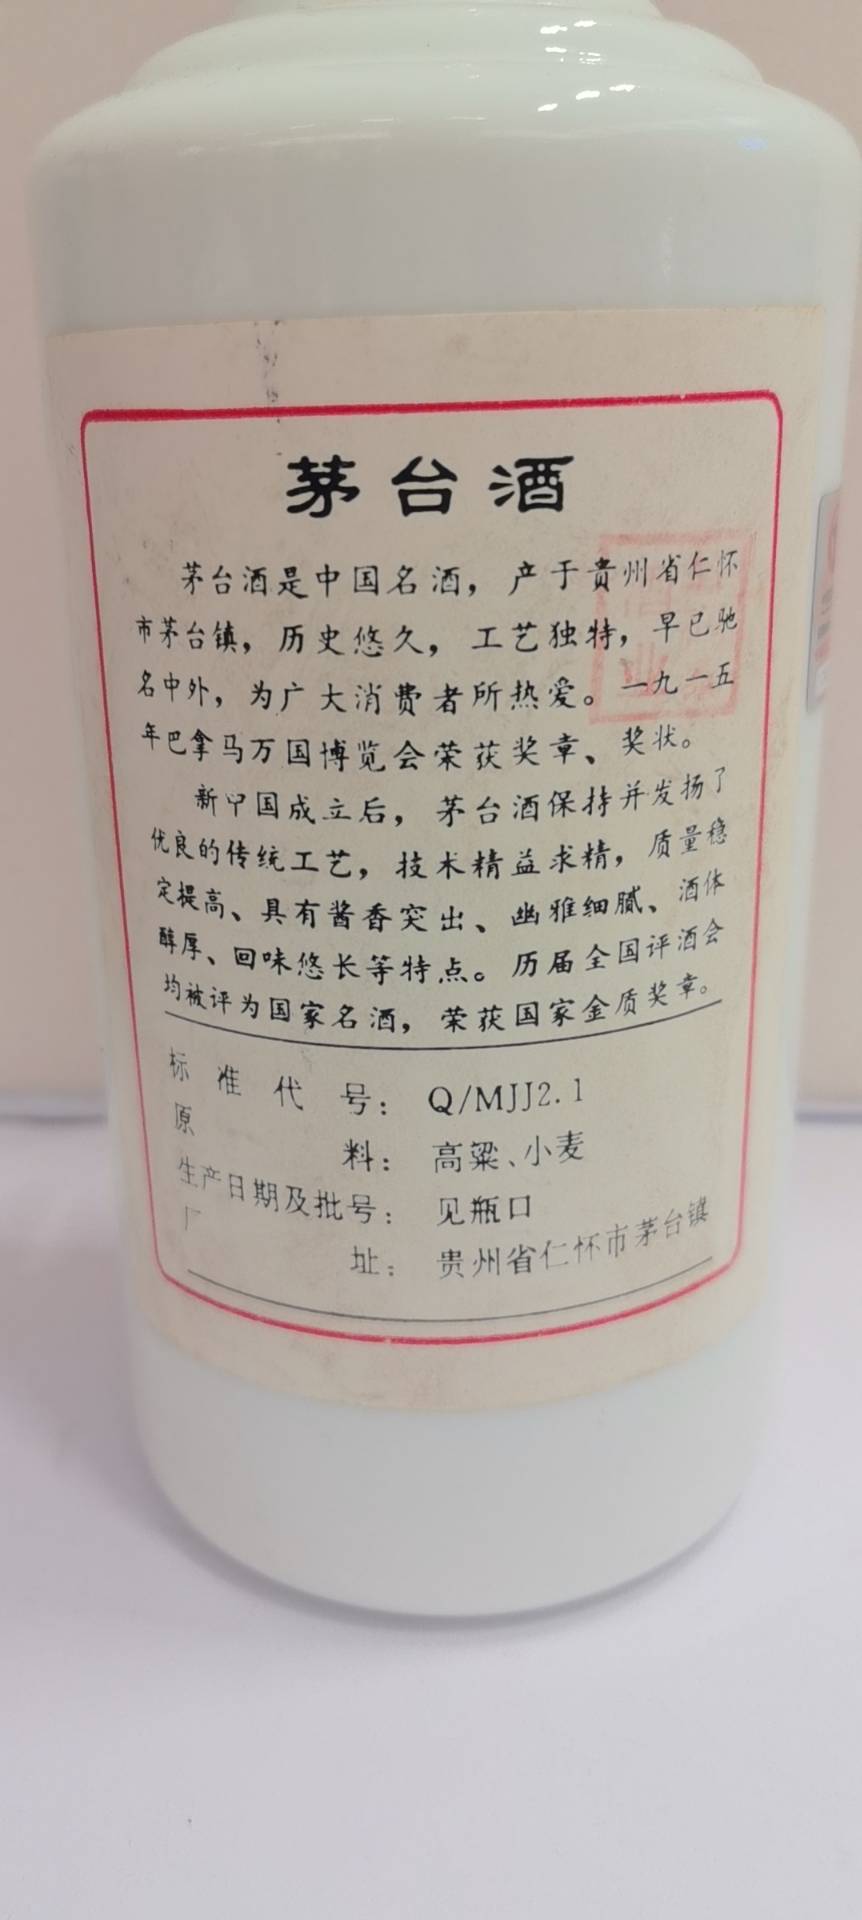 茅台酒
茅台酒是中国名酒，产于贵州省仁怀
市茅台镇，历史悠久，工艺独特，早已驰
名中外，为广大消费者所热爱。一九一五
年巴拿马万国博览会荣获奖章、奖状。
新中国成立后，茅台酒保持并发扬了
优良的传统工艺，技术精益求精，质量稳
定提高、具有酱香突出、幽雅细腻、酒体
醇厚、回味悠长等特点。历届全国评酒会
均被评为国家名酒，荣获国家金质奖章。
标准代号：Q/MJJ2.1
原料：高粱、小麦
生产日期及批号：见瓶口
厂址：贵州省仁怀市茅台镇